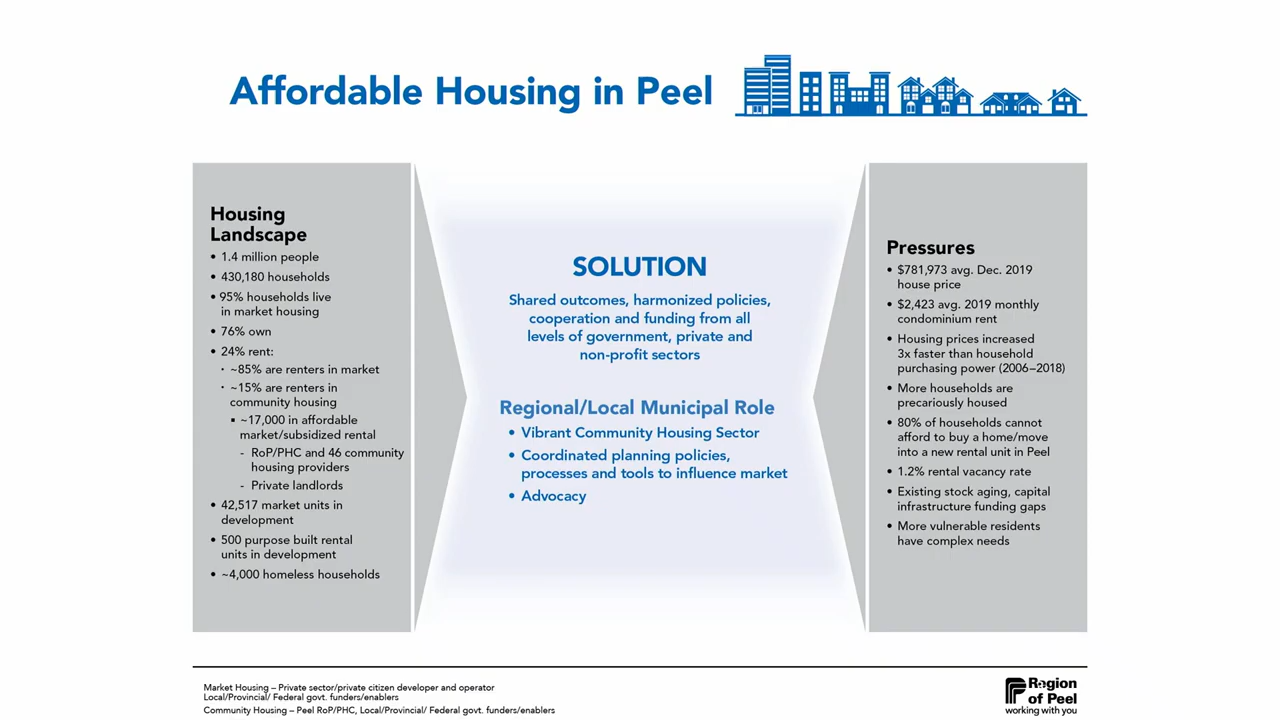 Affordable Housing in Peel
Housing
Landscape
• 1.4 million people
• 430,180 households
• 95% households live
in market housing
• 76% own
• 24% rent:
· ~85% are renters in market
· ~15% are renters in
community housing
▪ ~17,000 in affordable
market/subsidized rental
- RoP/PHC and 46 community
housing providers
- Private landlords
• 42,517 market units in
development
• 500 purpose built rental
units in development
• ~4,000 homeless households
SOLUTION
Shared outcomes, harmonized policies,
cooperation and funding from all
levels of government, private and
non-profit sectors
Regional/Local Municipal Role
• Vibrant Community Housing Sector
• Coordinated planning policies,
processes and tools to influence market
• Advocacy
Pressures
• $781,973 avg. Dec. 2019
house price
• $2,423 avg. 2019 monthly
condominium rent
• Housing prices increased
3x faster than household
purchasing power (2006–2018)
• More households are
precariously housed
• 80% of households cannot
afford to buy a home/move
into a new rental unit in Peel
• 1.2% rental vacancy rate
• Existing stock aging, capital
infrastructure funding gaps
• More vulnerable residents
have complex needs
Market Housing – Private sector/private citizen developer and operator
Local/Provincial/ Federal govt. funders/enablers
Community Housing – Peel RoP/PHC, Local/Provincial/ Federal govt. funders/enablers
Region
of Peel
working with you